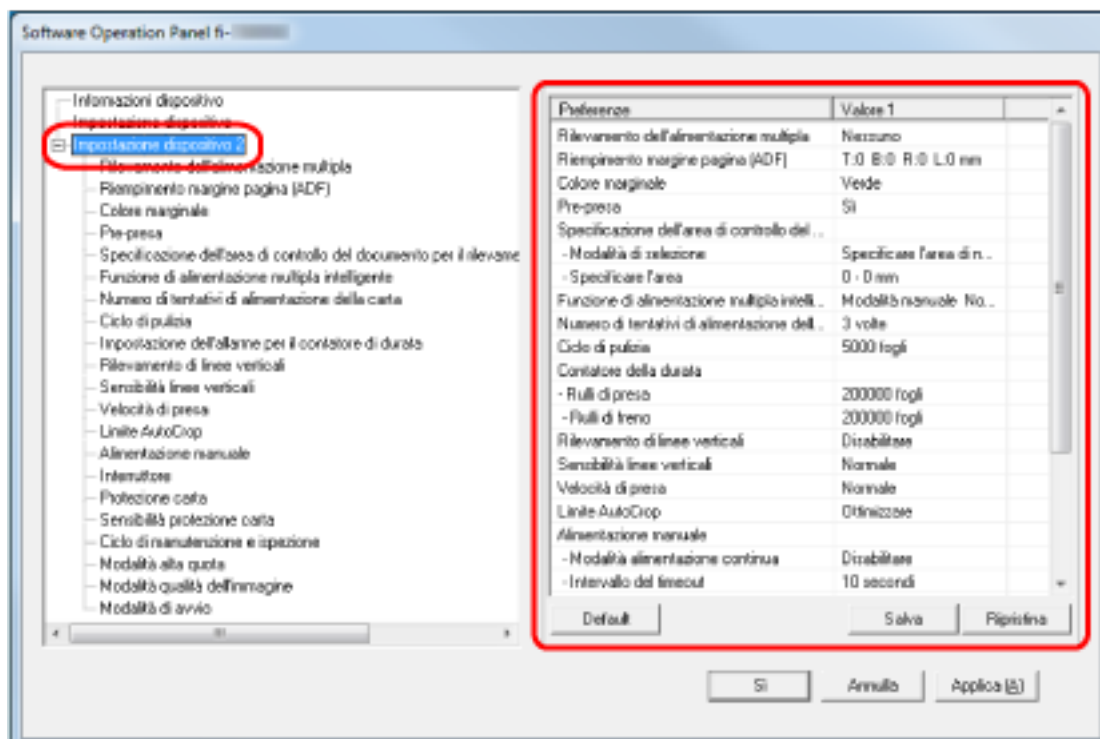 Software Operation Panel fi-
Informazioni dispositivo
Impostazione dispositivo
Impostazione dispositivo 2
Rilevamento dell'alimentazione multipla
Riempimento margine pagina (ADF)
Colore marginale
Pre-presa
Specificazione dell'area di controllo del documento per il rilevame
Funzione di alimentazione multipla intelligente
Numero di tentativi di alimentazione della carta
Ciclo di pulizia
Impostazione dell'allarme per il contatore di durata
Rilevamento di linee verticali
Sensibilità linee verticali
Velocità di presa
Limite AutoCrop
Alimentazione manuale
Interruttore
Protezione carta
Sensibilità protezione carta
Ciclo di manutenzione e ispezione
Modalità alta quota
Modalità qualità dell'immagine
Modalità di avvio
Preferenze Valore 1
Rilevamento dell'alimentazione multipla Nessuno
Riempimento margine pagina (ADF) T:0 B:0 R:0 L:0 mm
Colore marginale Verde
Pre-presa Sì
Specificazione dell'area di controllo del ...
- Modalità di selezione Specificare l'area di n...
- Specificare l'area 0 - 0 mm
Funzione di alimentazione multipla intelli... Modalità manuale No...
Numero di tentativi di alimentazione dell... 3 volte
Ciclo di pulizia 5000 fogli
Contatore della durata
- Rulli di presa 200000 fogli
- Rulli di freno 200000 fogli
Rilevamento di linee verticali Disabilitare
Sensibilità linee verticali Normale
Velocità di presa Normale
Limite AutoCrop Ottimizzare
Alimentazione manuale
- Modalità alimentazione continua Disabilitare
- Intervallo del timeout 10 secondi
Default Salva Ripristina
Sì Annulla Applica (A)